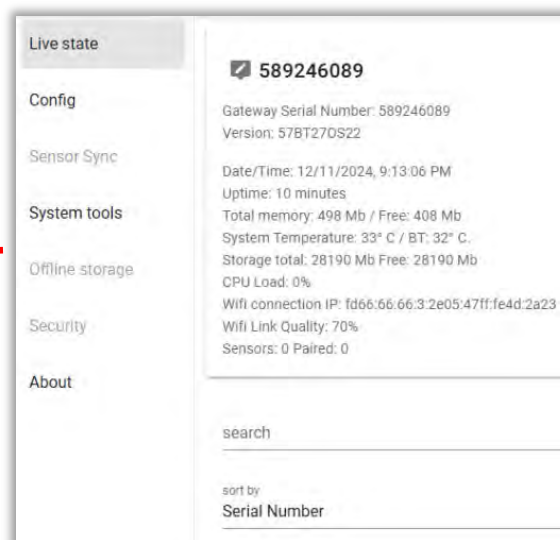 Live state
Config
Sensor Sync
System tools
Offline storage
Security
About
589246089
Gateway Serial Number: 589246089
Version: 57BT27OS22
Date/Time: 12/11/2024, 9:13:06 PM
Uptime: 10 minutes
Total memory: 498 Mb / Free: 408 Mb
System Temperature: 33° C / BT: 32° C.
Storage total: 28190 Mb Free: 28190 Mb
CPU Load: 0%
Wifi connection IP: fd66:66:66:3:2e05:47ff:fe4d:2a23
Wifi Link Quality: 70%
Sensors: 0 Paired: 0
search
sort by
Serial Number